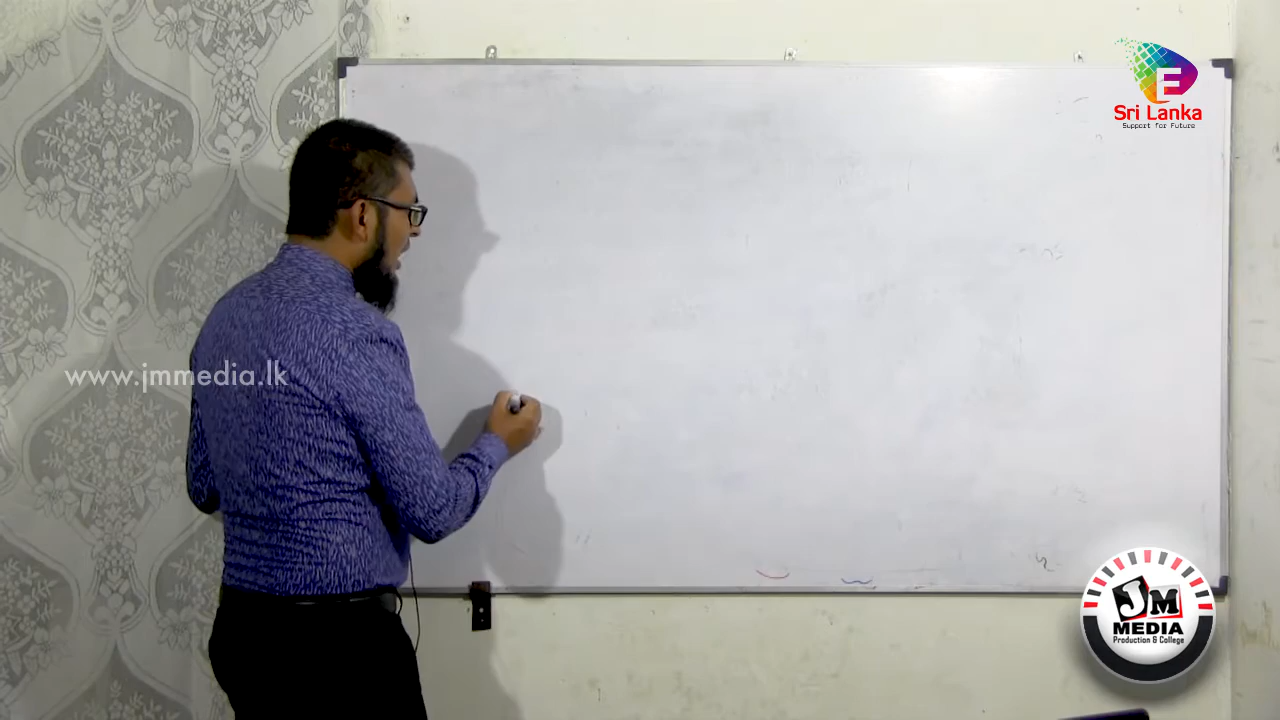 E
Sri Lanka
Support for Future
www.jmmedia.lk
JM
MEDIA
Production & College